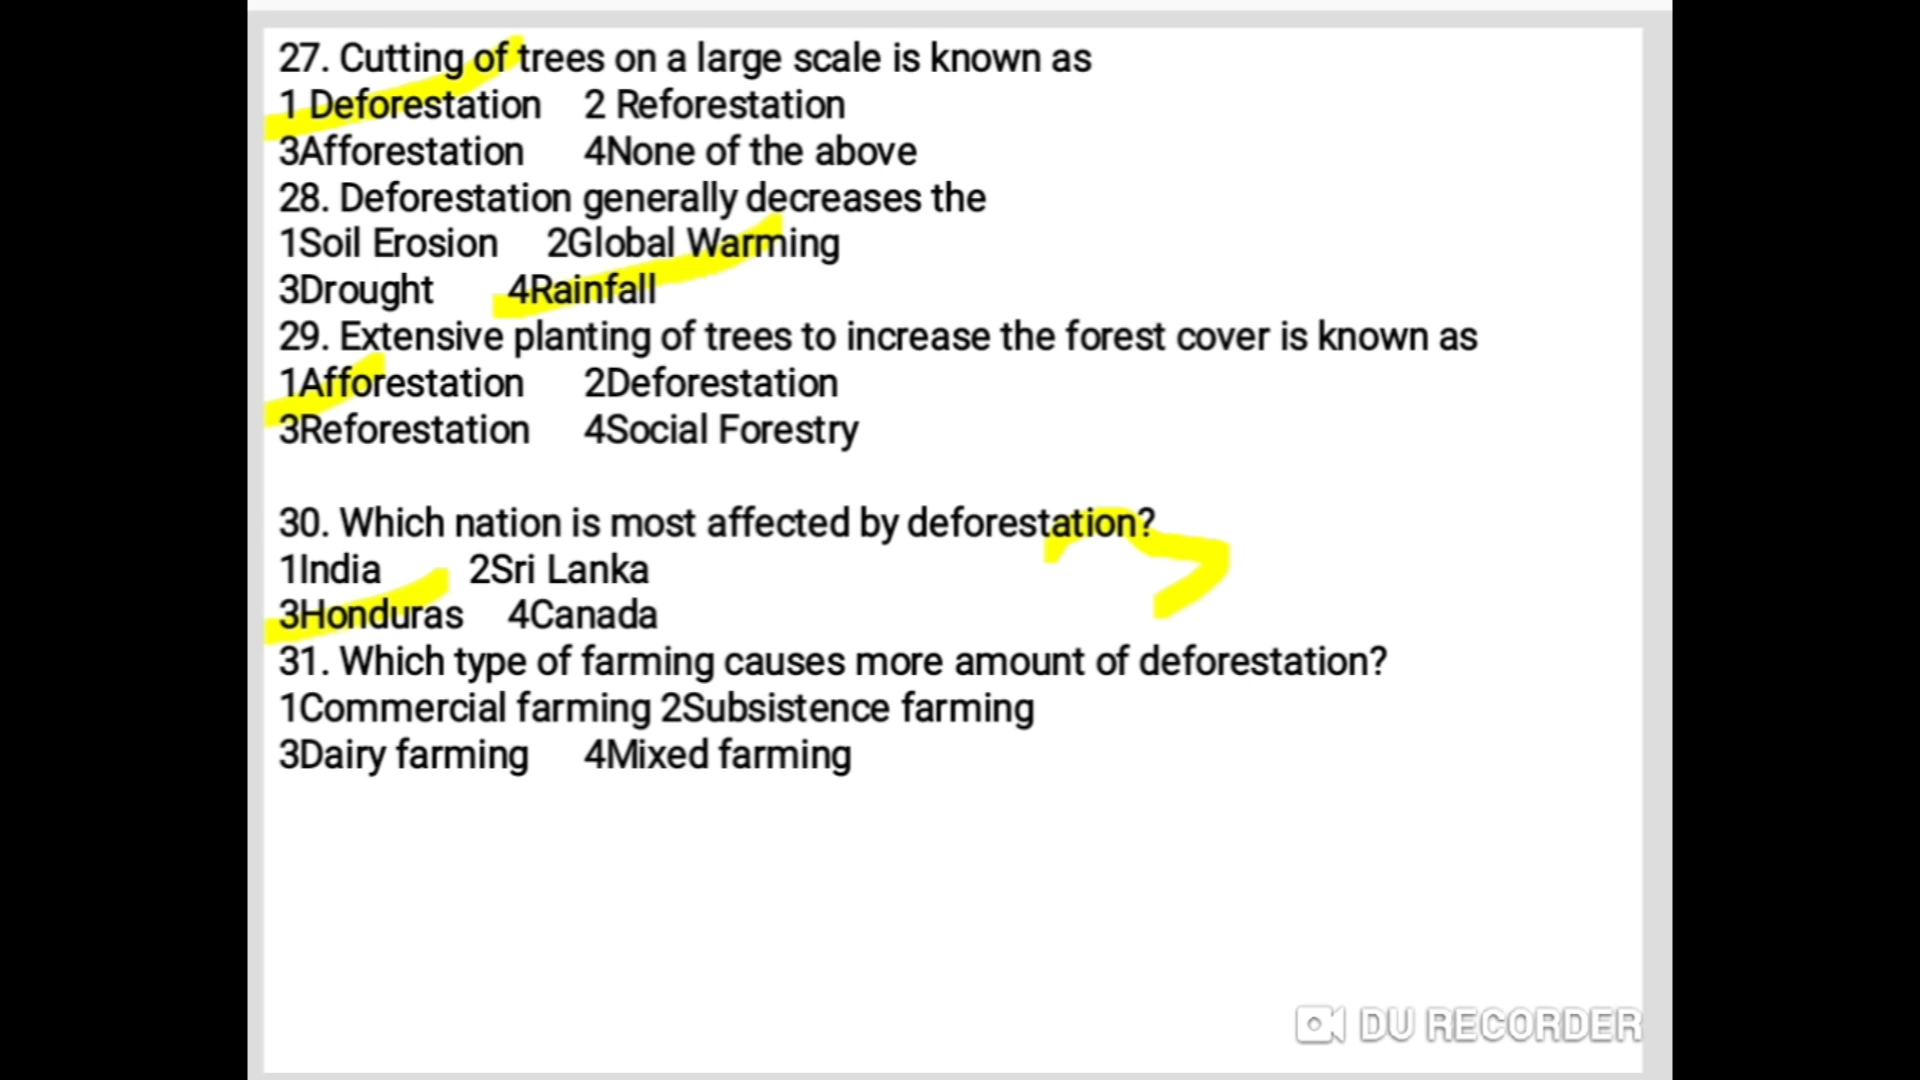 27. Cutting of trees on a large scale is known as
1 Deforestation 2 Reforestation
3Afforestation 4None of the above
28. Deforestation generally decreases the
1Soil Erosion 2Global Warming
3Drought 4Rainfall
29. Extensive planting of trees to increase the forest cover is known as
1Afforestation 2Deforestation
3Reforestation 4Social Forestry
30. Which nation is most affected by deforestation?
1India 2Sri Lanka
3Honduras 4Canada
31. Which type of farming causes more amount of deforestation?
1Commercial farming 2Subsistence farming
3Dairy farming 4Mixed farming
DU RECORDER